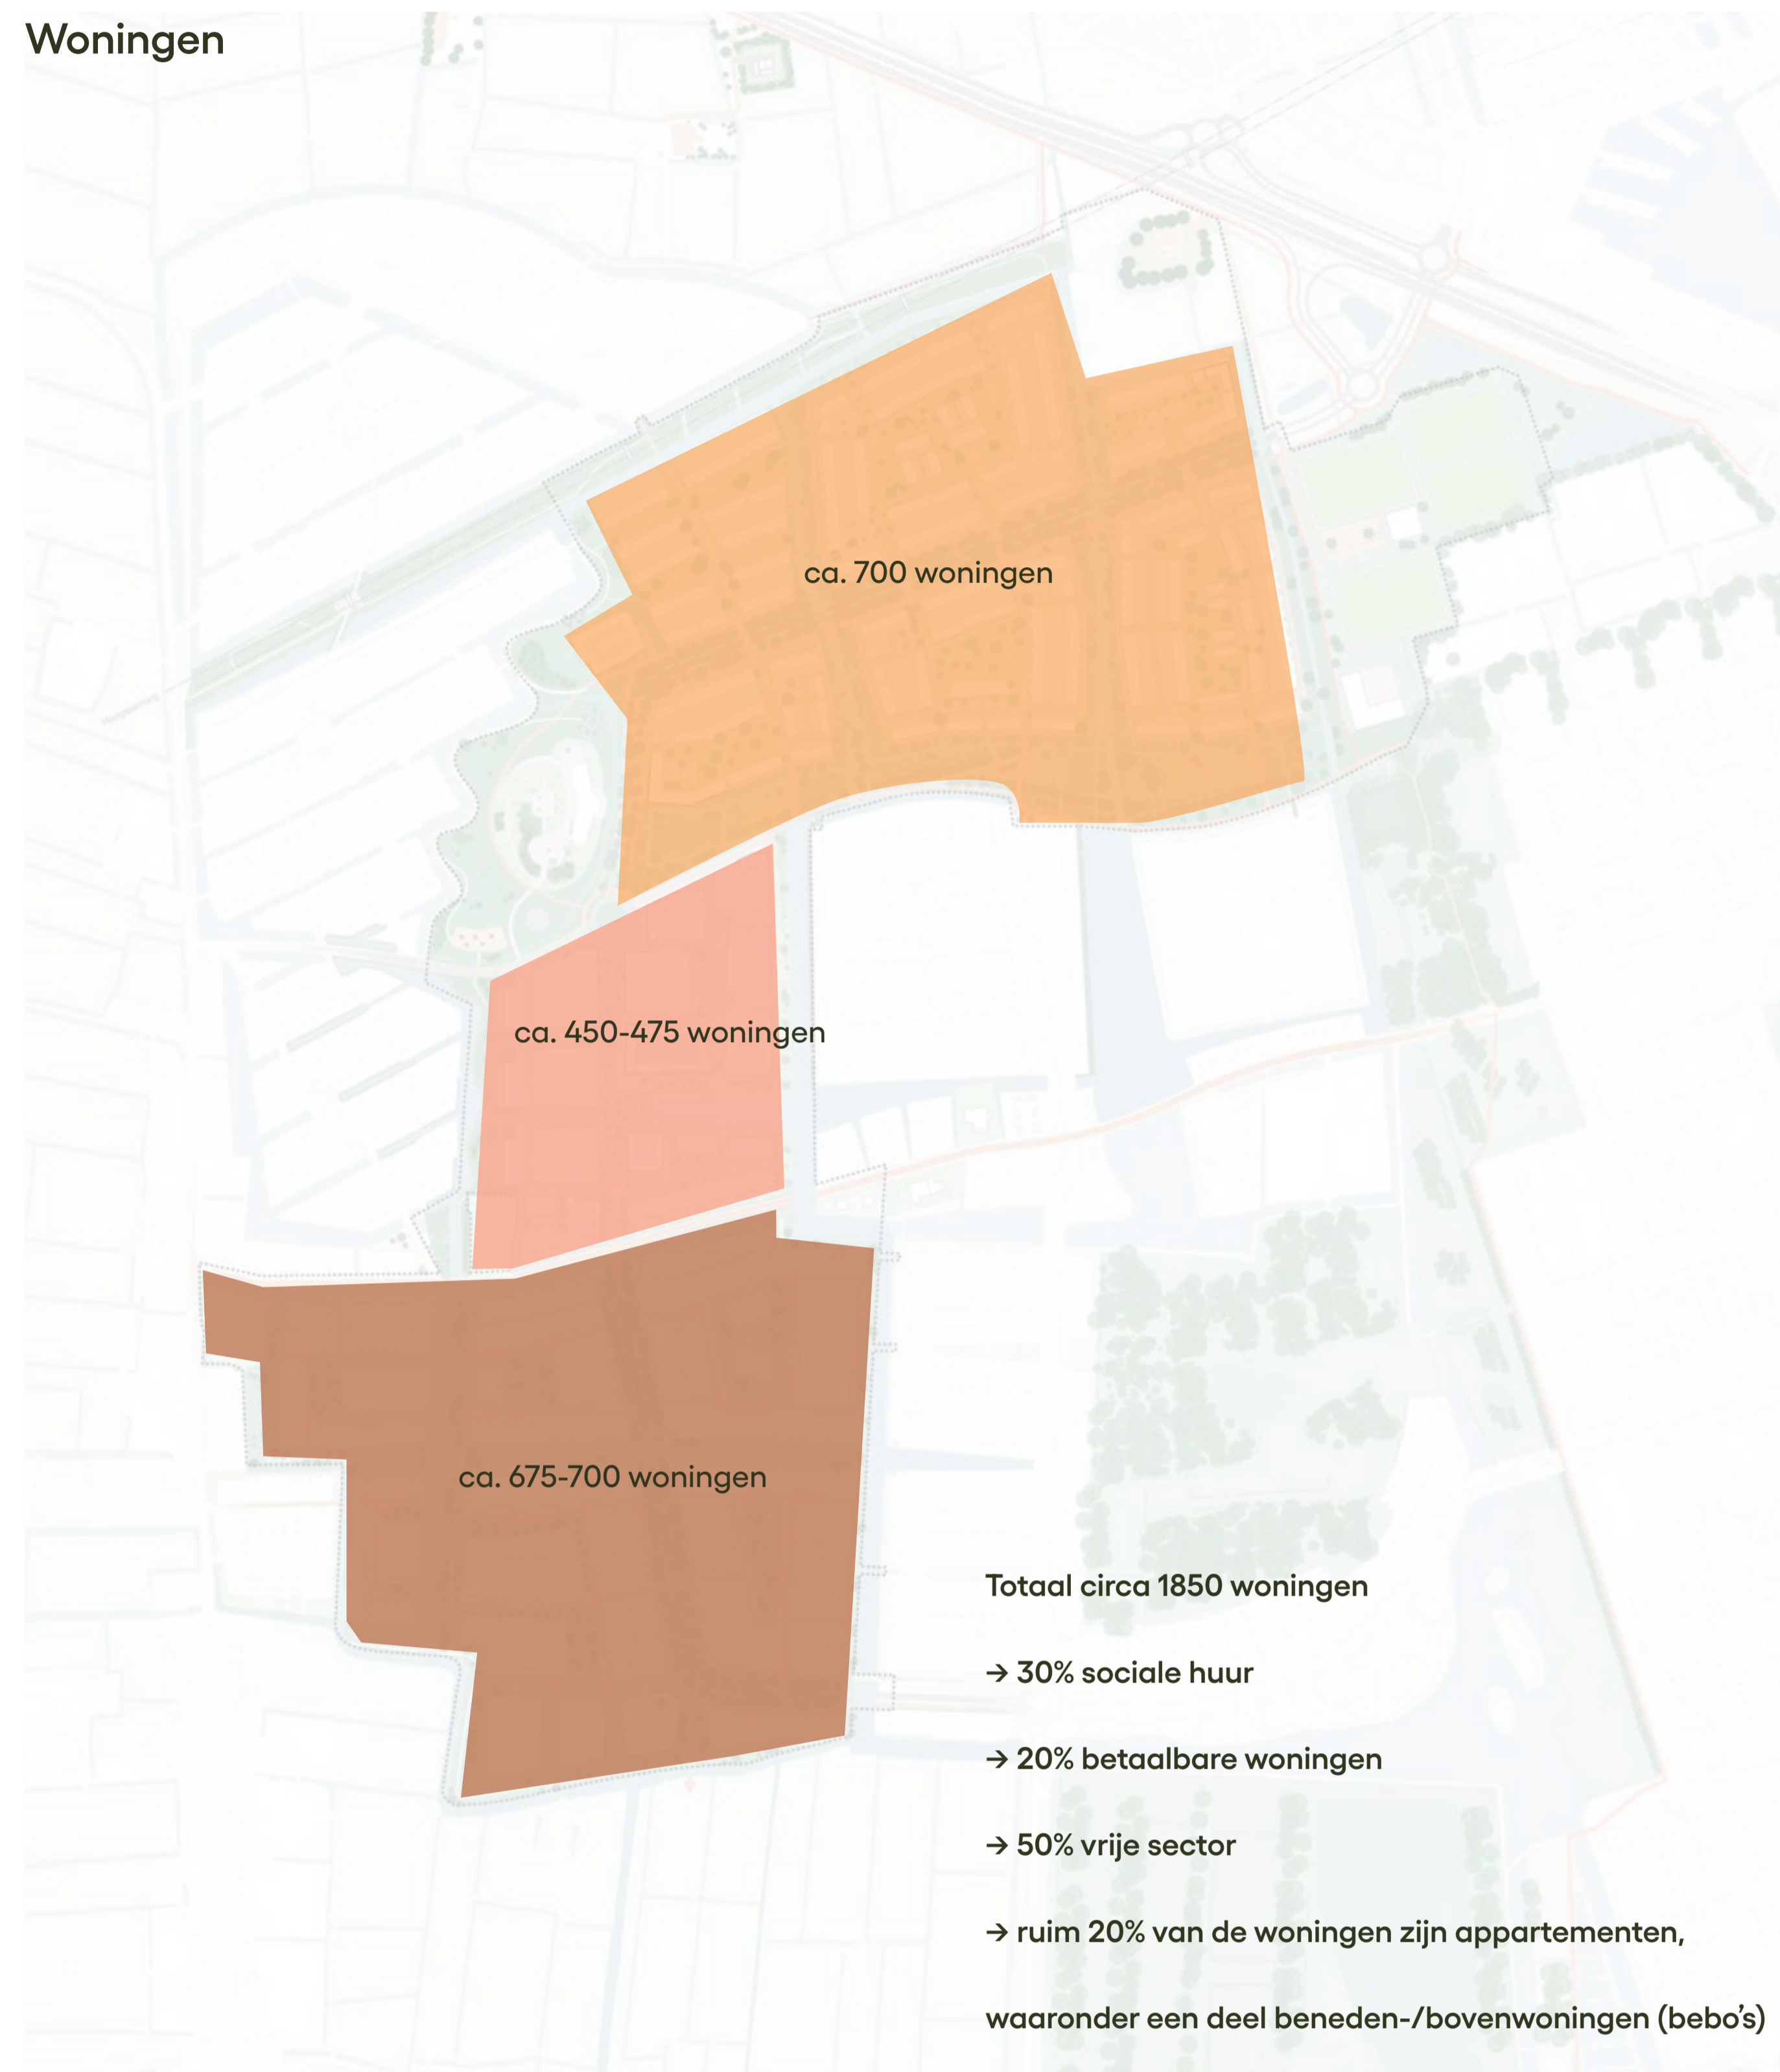 Woningen
ca. 700 woningen
ca. 450-475 woningen
ca. 675-700 woningen
Totaal circa 1850 woningen
→ 30% sociale huur
→ 20% betaalbare woningen
→ 50% vrije sector
→ ruim 20% van de woningen zijn appartementen,
waaronder een deel beneden-/bovenwoningen (bebo's)